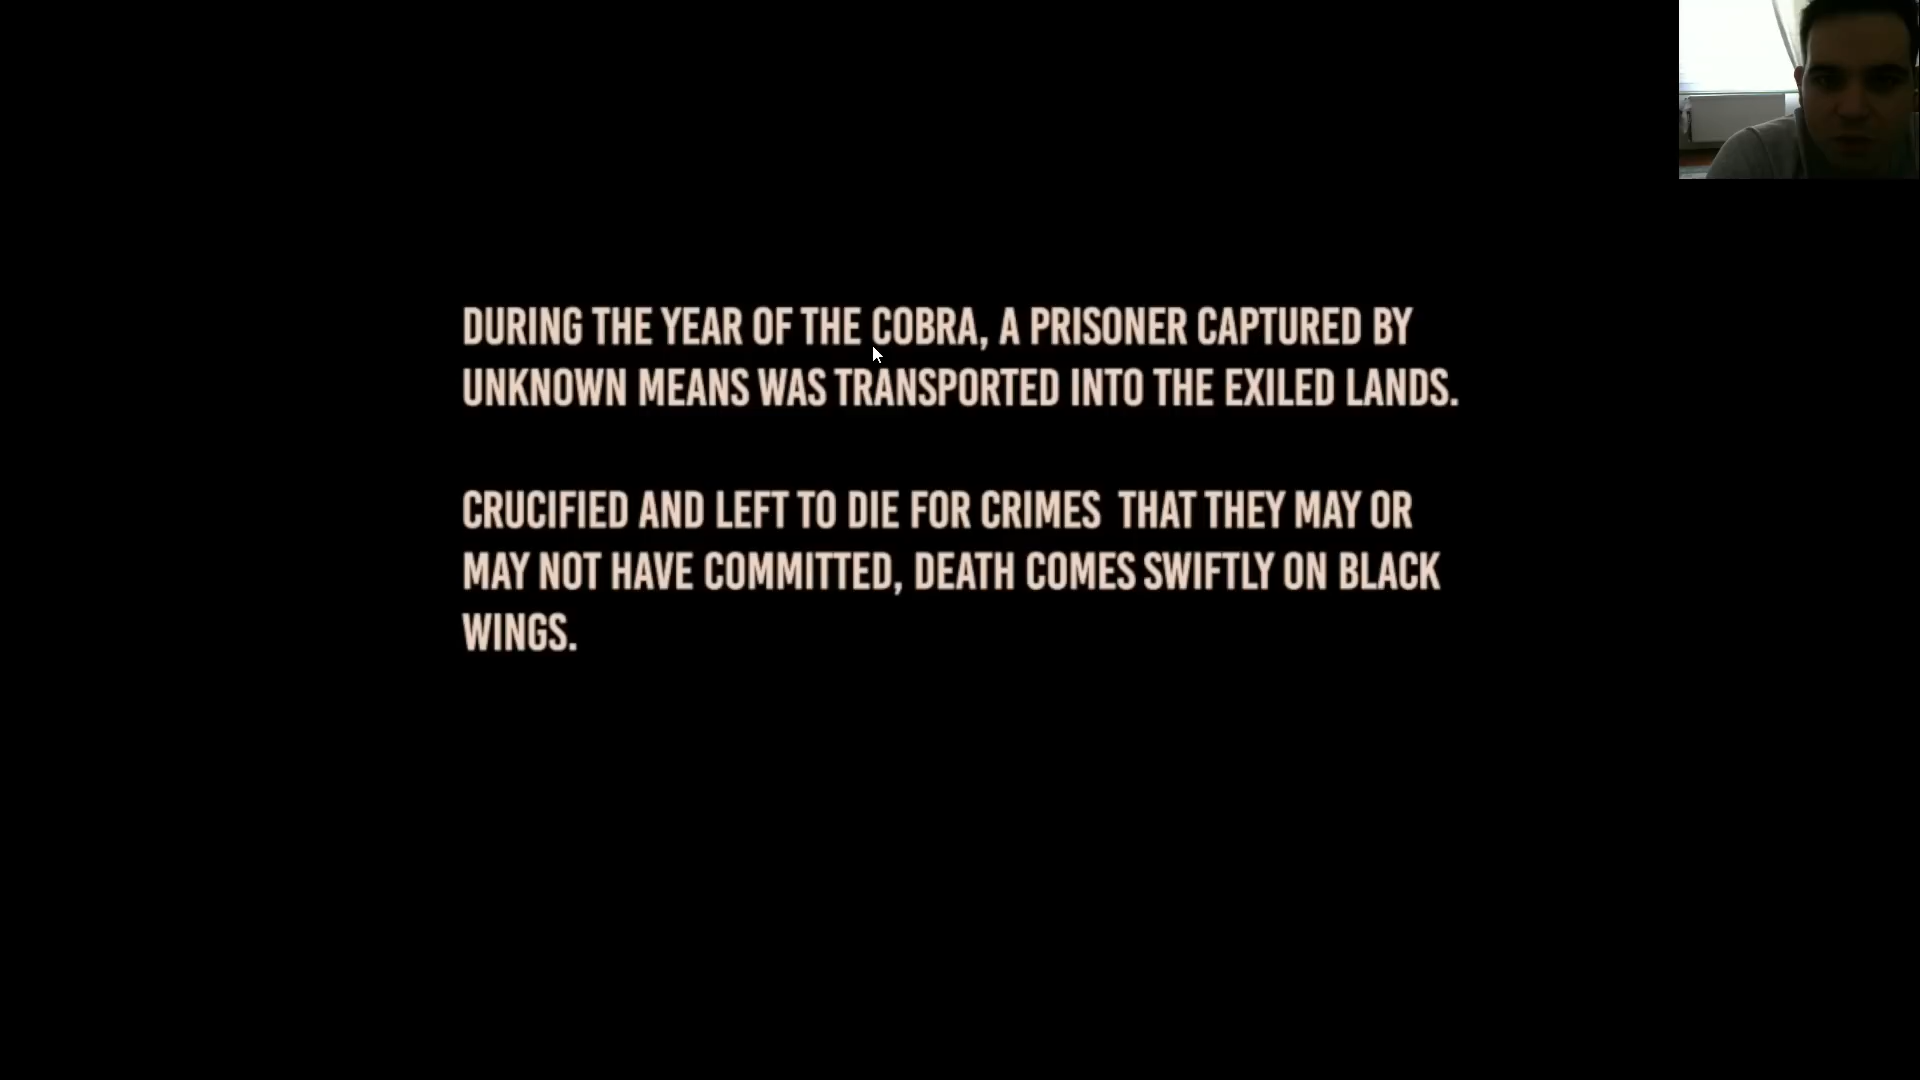 DURING THE YEAR OF THE COBRA, A PRISONER CAPTURED BY
UNKNOWN MEANS WAS TRANSPORTED INTO THE EXILED LANDS.
CRUCIFIED AND LEFT TO DIE FOR CRIMES THAT THEY MAY OR
MAY NOT HAVE COMMITTED, DEATH COMES SWIFTLY ON BLACK
WINGS.